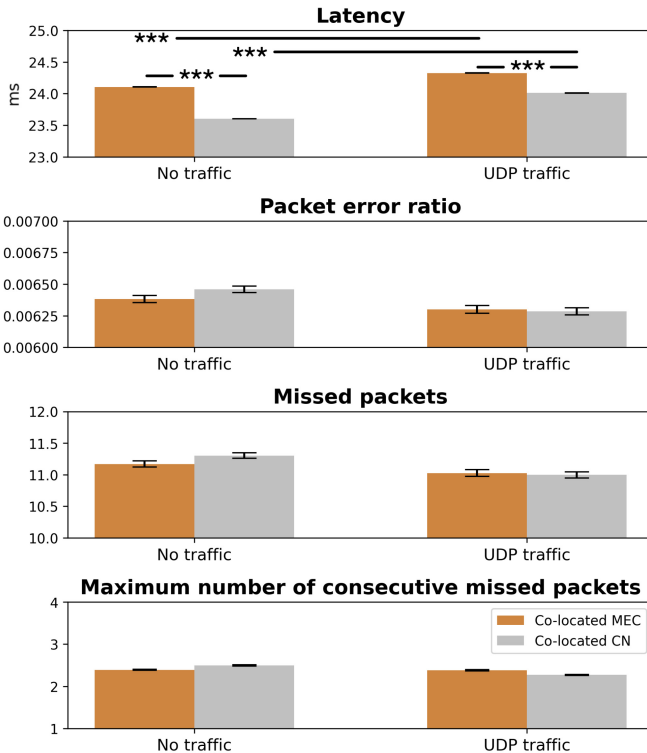 Latency
25.0
24.5
24.0
23.5
23.0
ms
***
***
***
***
No traffic
UDP traffic
Packet error ratio
0.00700
0.00675
0.00650
0.00625
0.00600
No traffic
UDP traffic
Missed packets
12.0
11.5
11.0
10.5
10.0
No traffic
UDP traffic
Maximum number of consecutive missed packets
4
3
2
1
Co-located MEC
Co-located CN
No traffic
UDP traffic